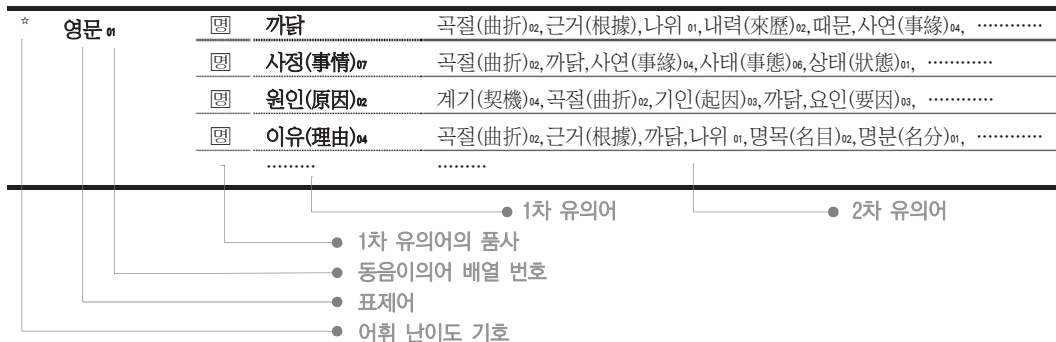 ☆ 영문01 명 까닭 곡절(曲折)02,근거(根據),나위 01,내력(來歷)02,때문,사연(事緣)04, …………
명 사정(事情)07 곡절(曲折)02,까닭,사연(事緣)04,사태(事態)06,상태(狀態)01, …………
명 원인(原因)02 계기(契機)04,곡절(曲折)02,기인(起因)03,까닭,요인(要因)03, …………
명 이유(理由)04 곡절(曲折)02,근거(根據),까닭,나위 01,명목(名目)02,명분(名分)01, …………
……… ………
1차 유의어 2차 유의어
1차 유의어의 품사
동음이의어 배열 번호
표제어
어휘 난이도 기호